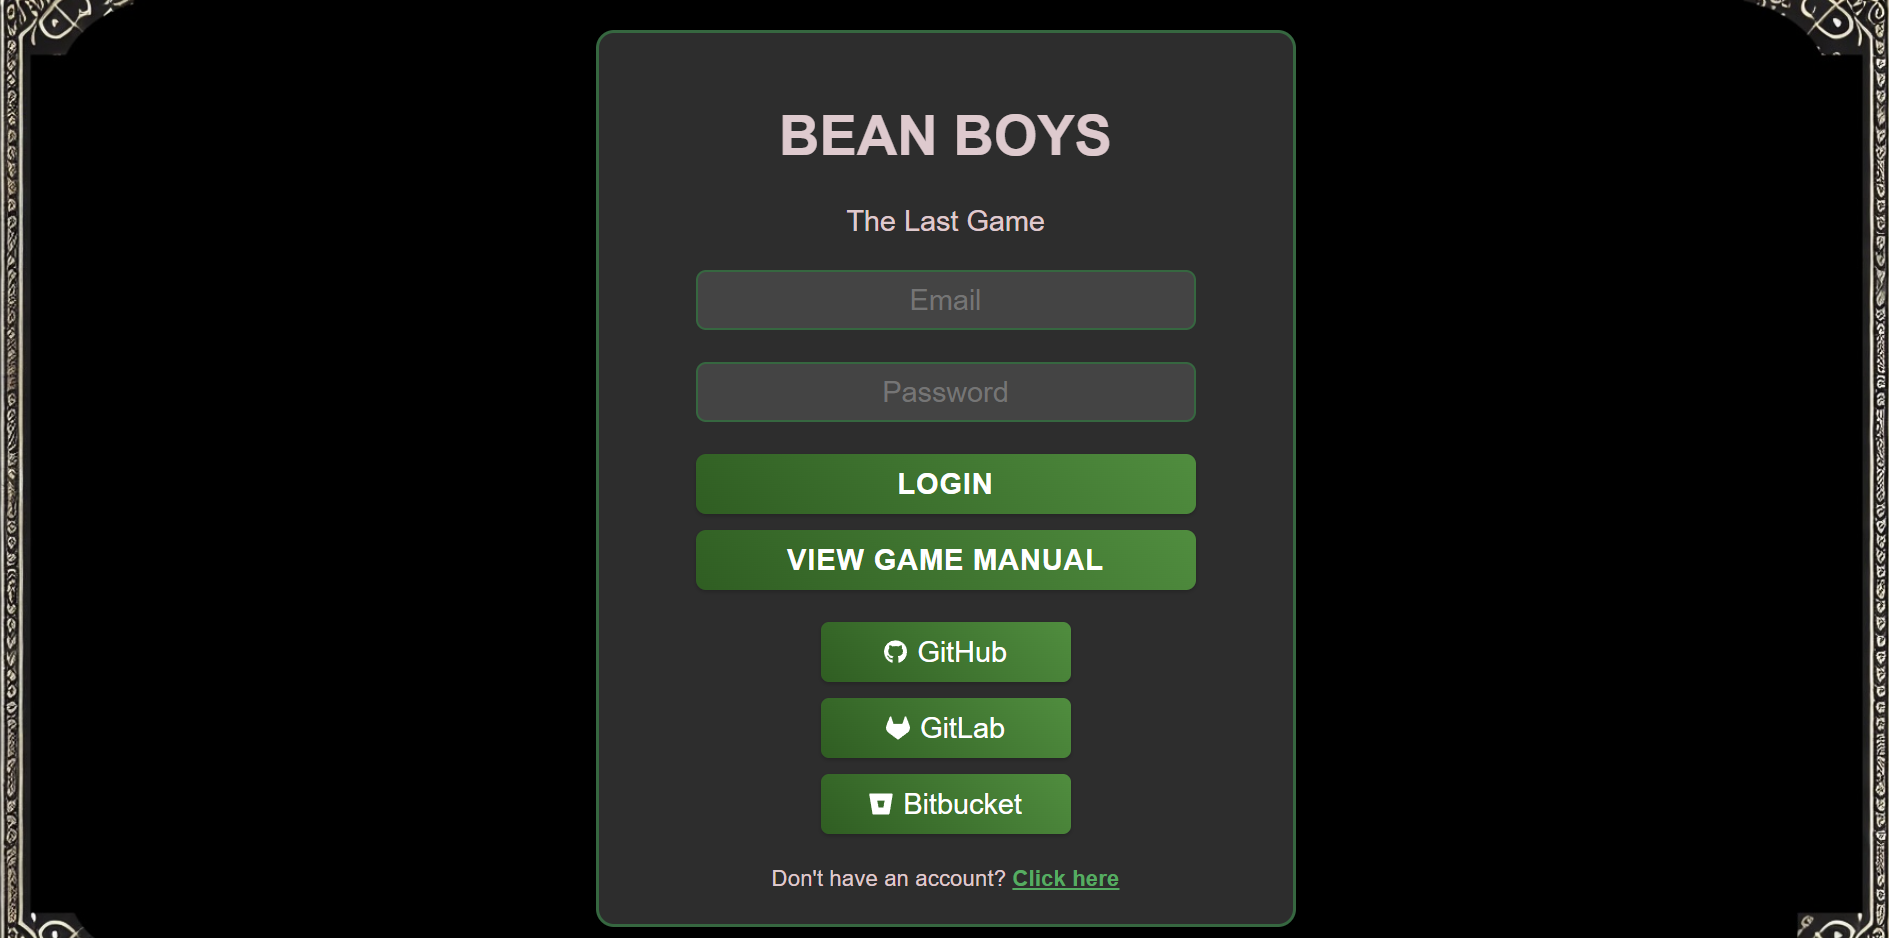 BEAN BOYS
The Last Game
Email
Password
LOGIN
VIEW GAME MANUAL
GitHub
GitLab
Bitbucket
Don't have an account? Click here